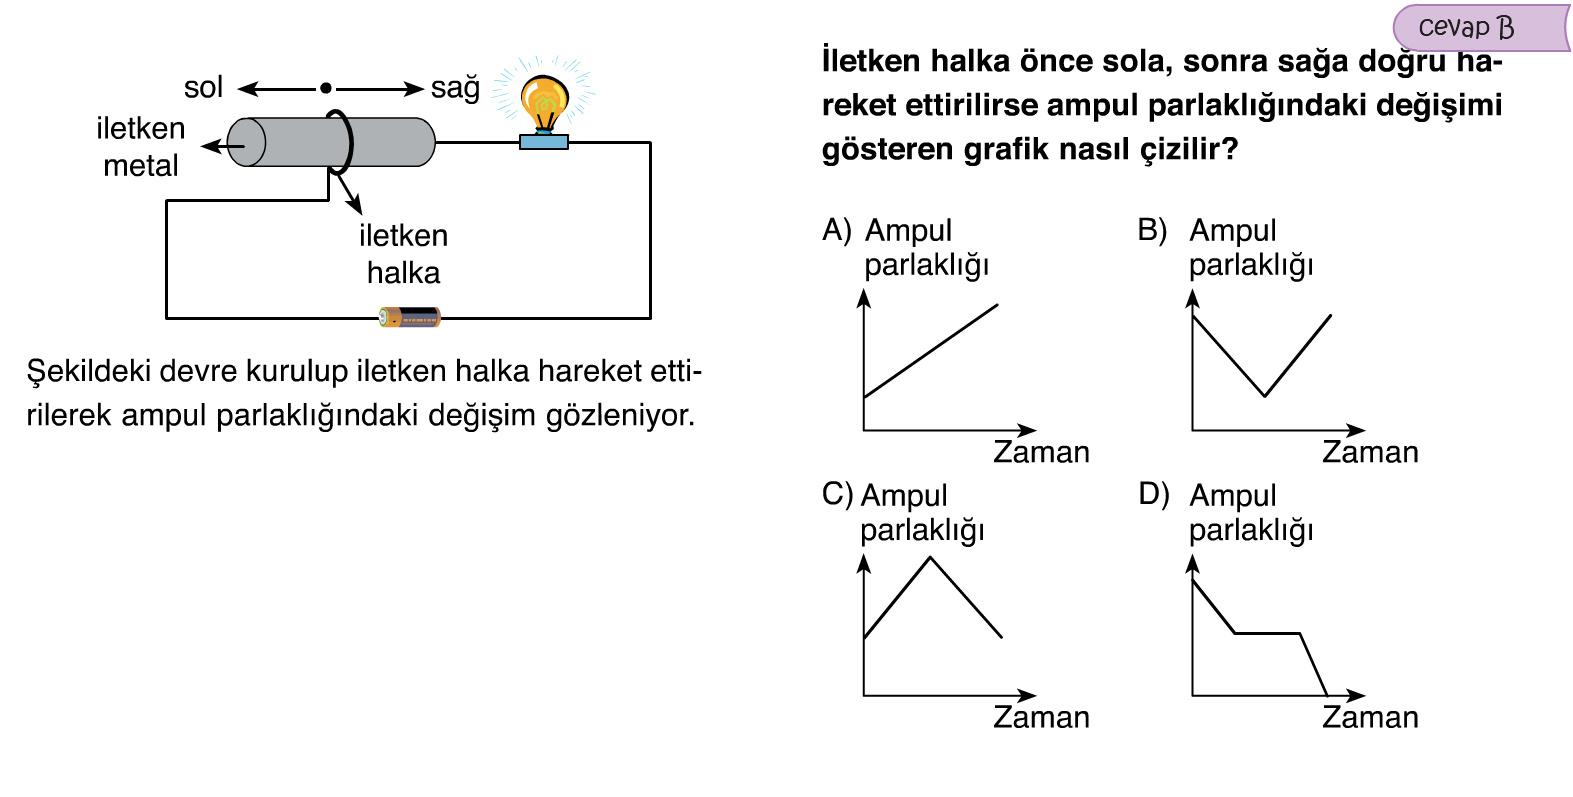 cevap B
sol
sağ
iletken
metal
iletken
halka
Şekildeki devre kurulup iletken halka hareket etti-
rilerek ampul parlaklığındaki değişim gözleniyor.
İletken halka önce sola, sonra sağa doğru ha-
reket ettirilirse ampul parlaklığındaki değişimi
gösteren grafik nasıl çizilir?
A) Ampul
parlaklığı
Zaman
B) Ampul
parlaklığı
Zaman
C) Ampul
parlaklığı
Zaman
D) Ampul
parlaklığı
Zaman